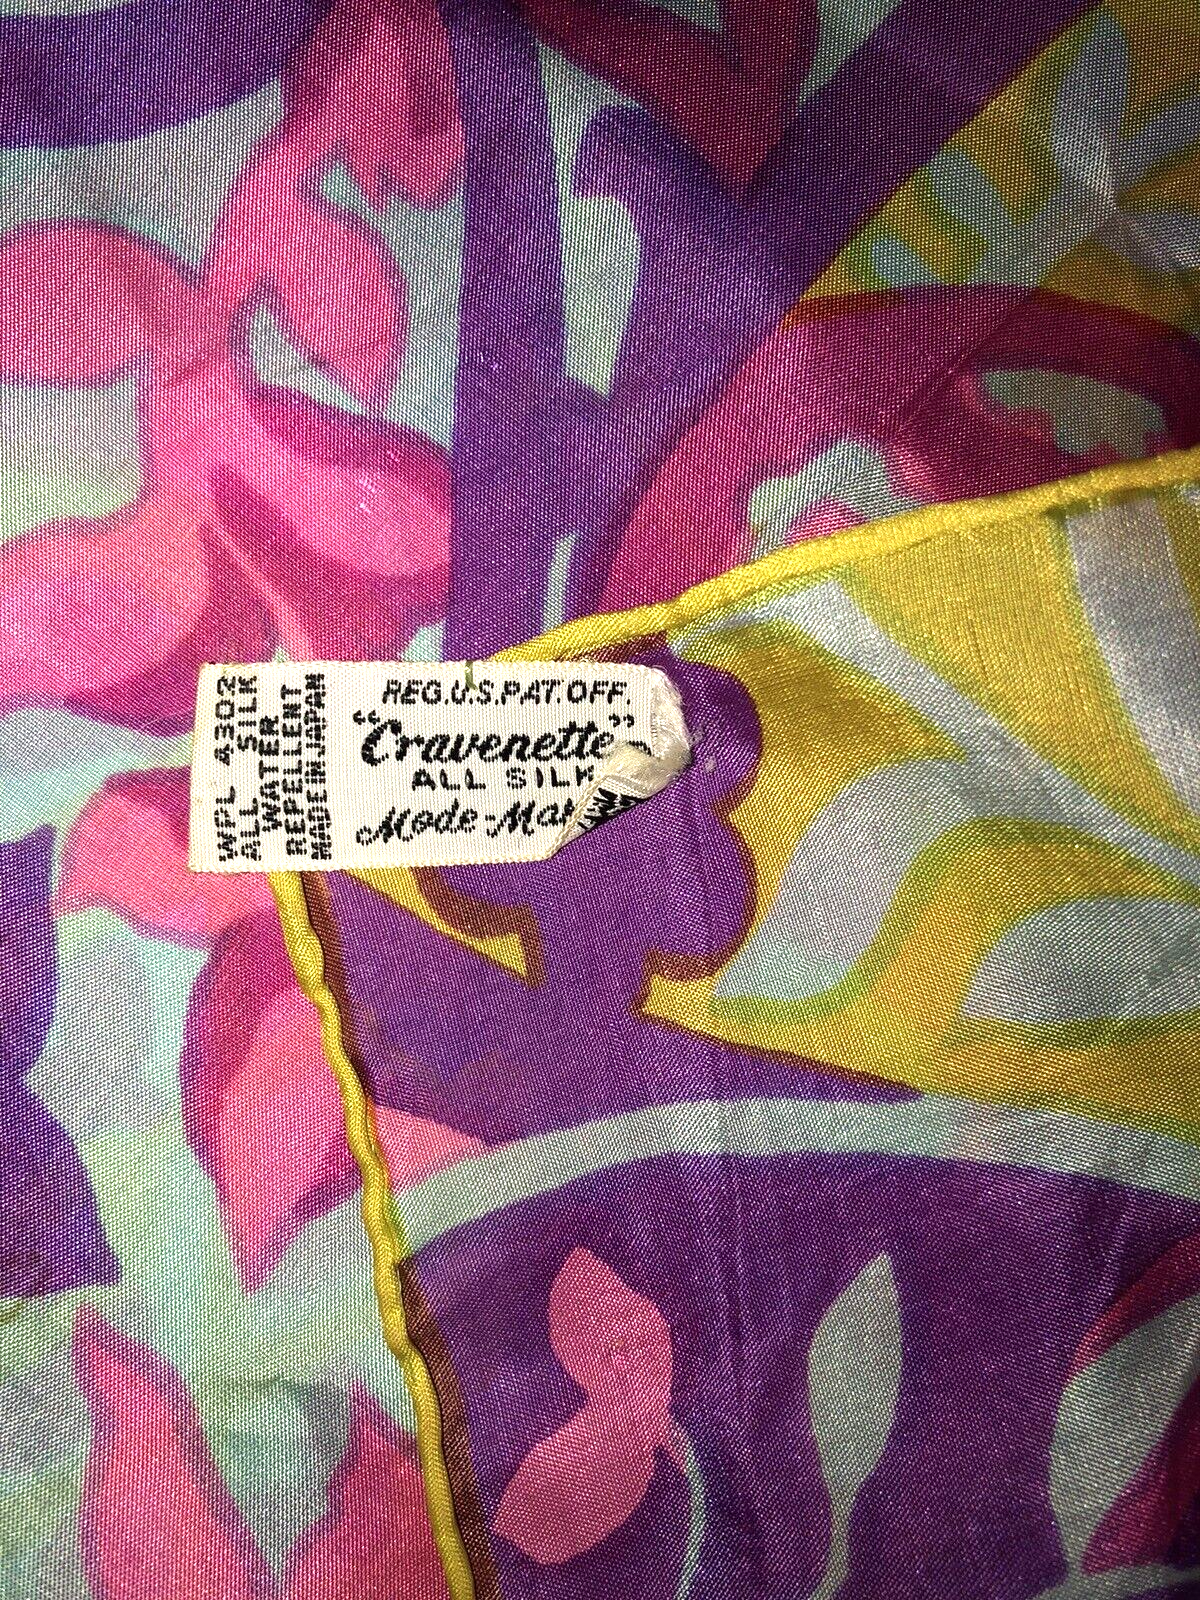 REG.U.S.PAT.OFF.
“Cravenette”
ALL SILK
WPL 4302
ALL SILK
WATER
REPELLENT
MADE IN JAPAN